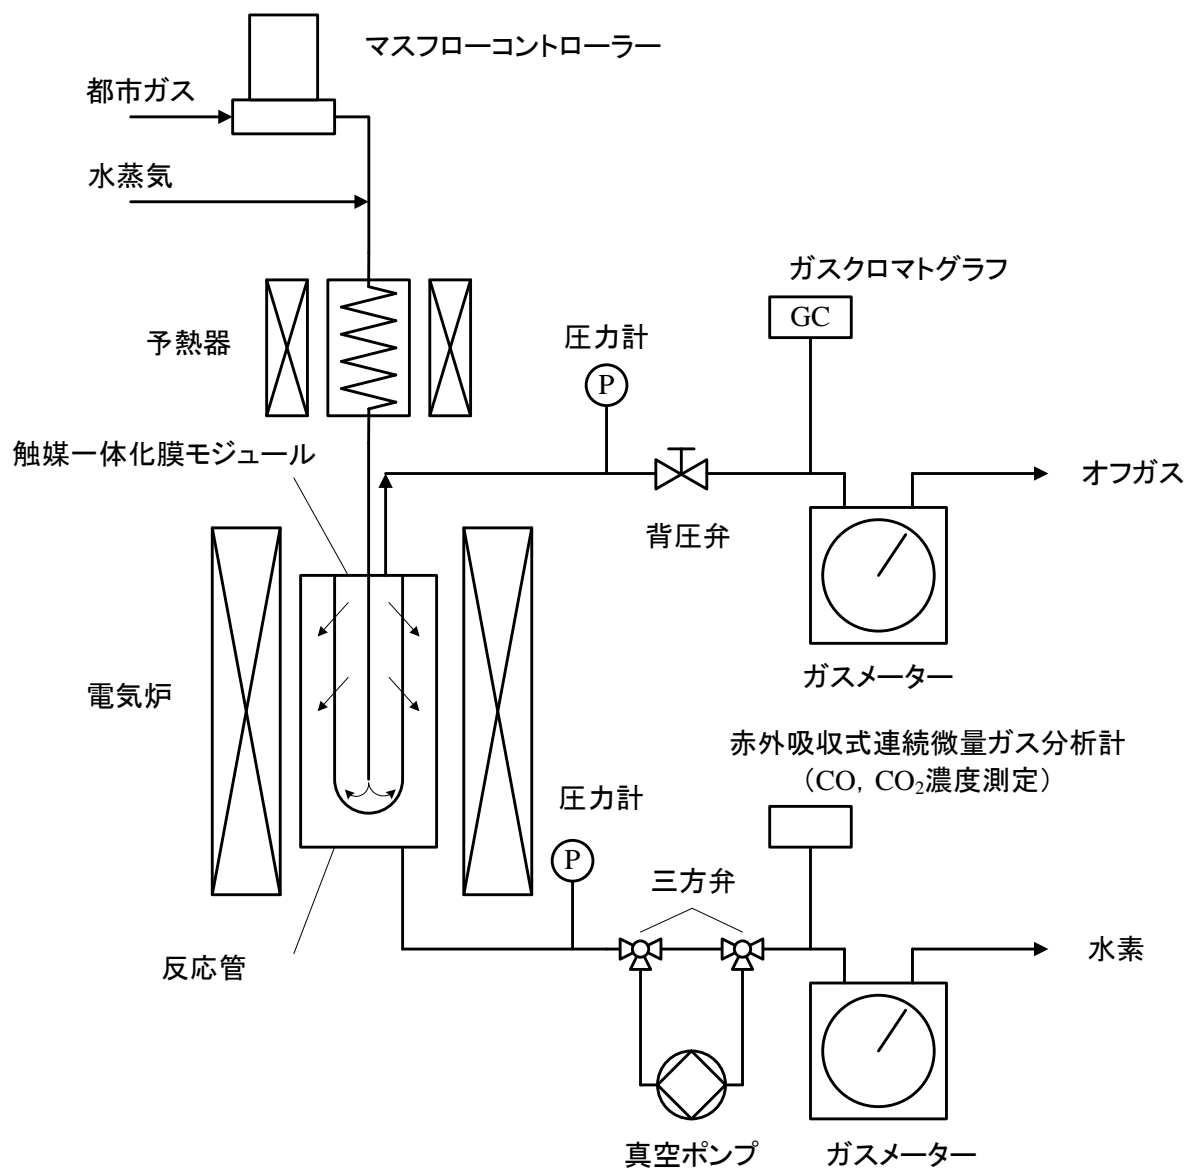 マスフローコントローラー
都市ガス
水蒸気
ガスクロマトグラフ
GC
予熱器
圧力計
P
触媒一体化膜モジュール
オフガス
背圧弁
ガスメーター
電気炉
赤外吸収式連続微量ガス分析計
（CO，CO₂濃度測定）
圧力計
P
三方弁
水素
反応管
真空ポンプ
ガスメーター